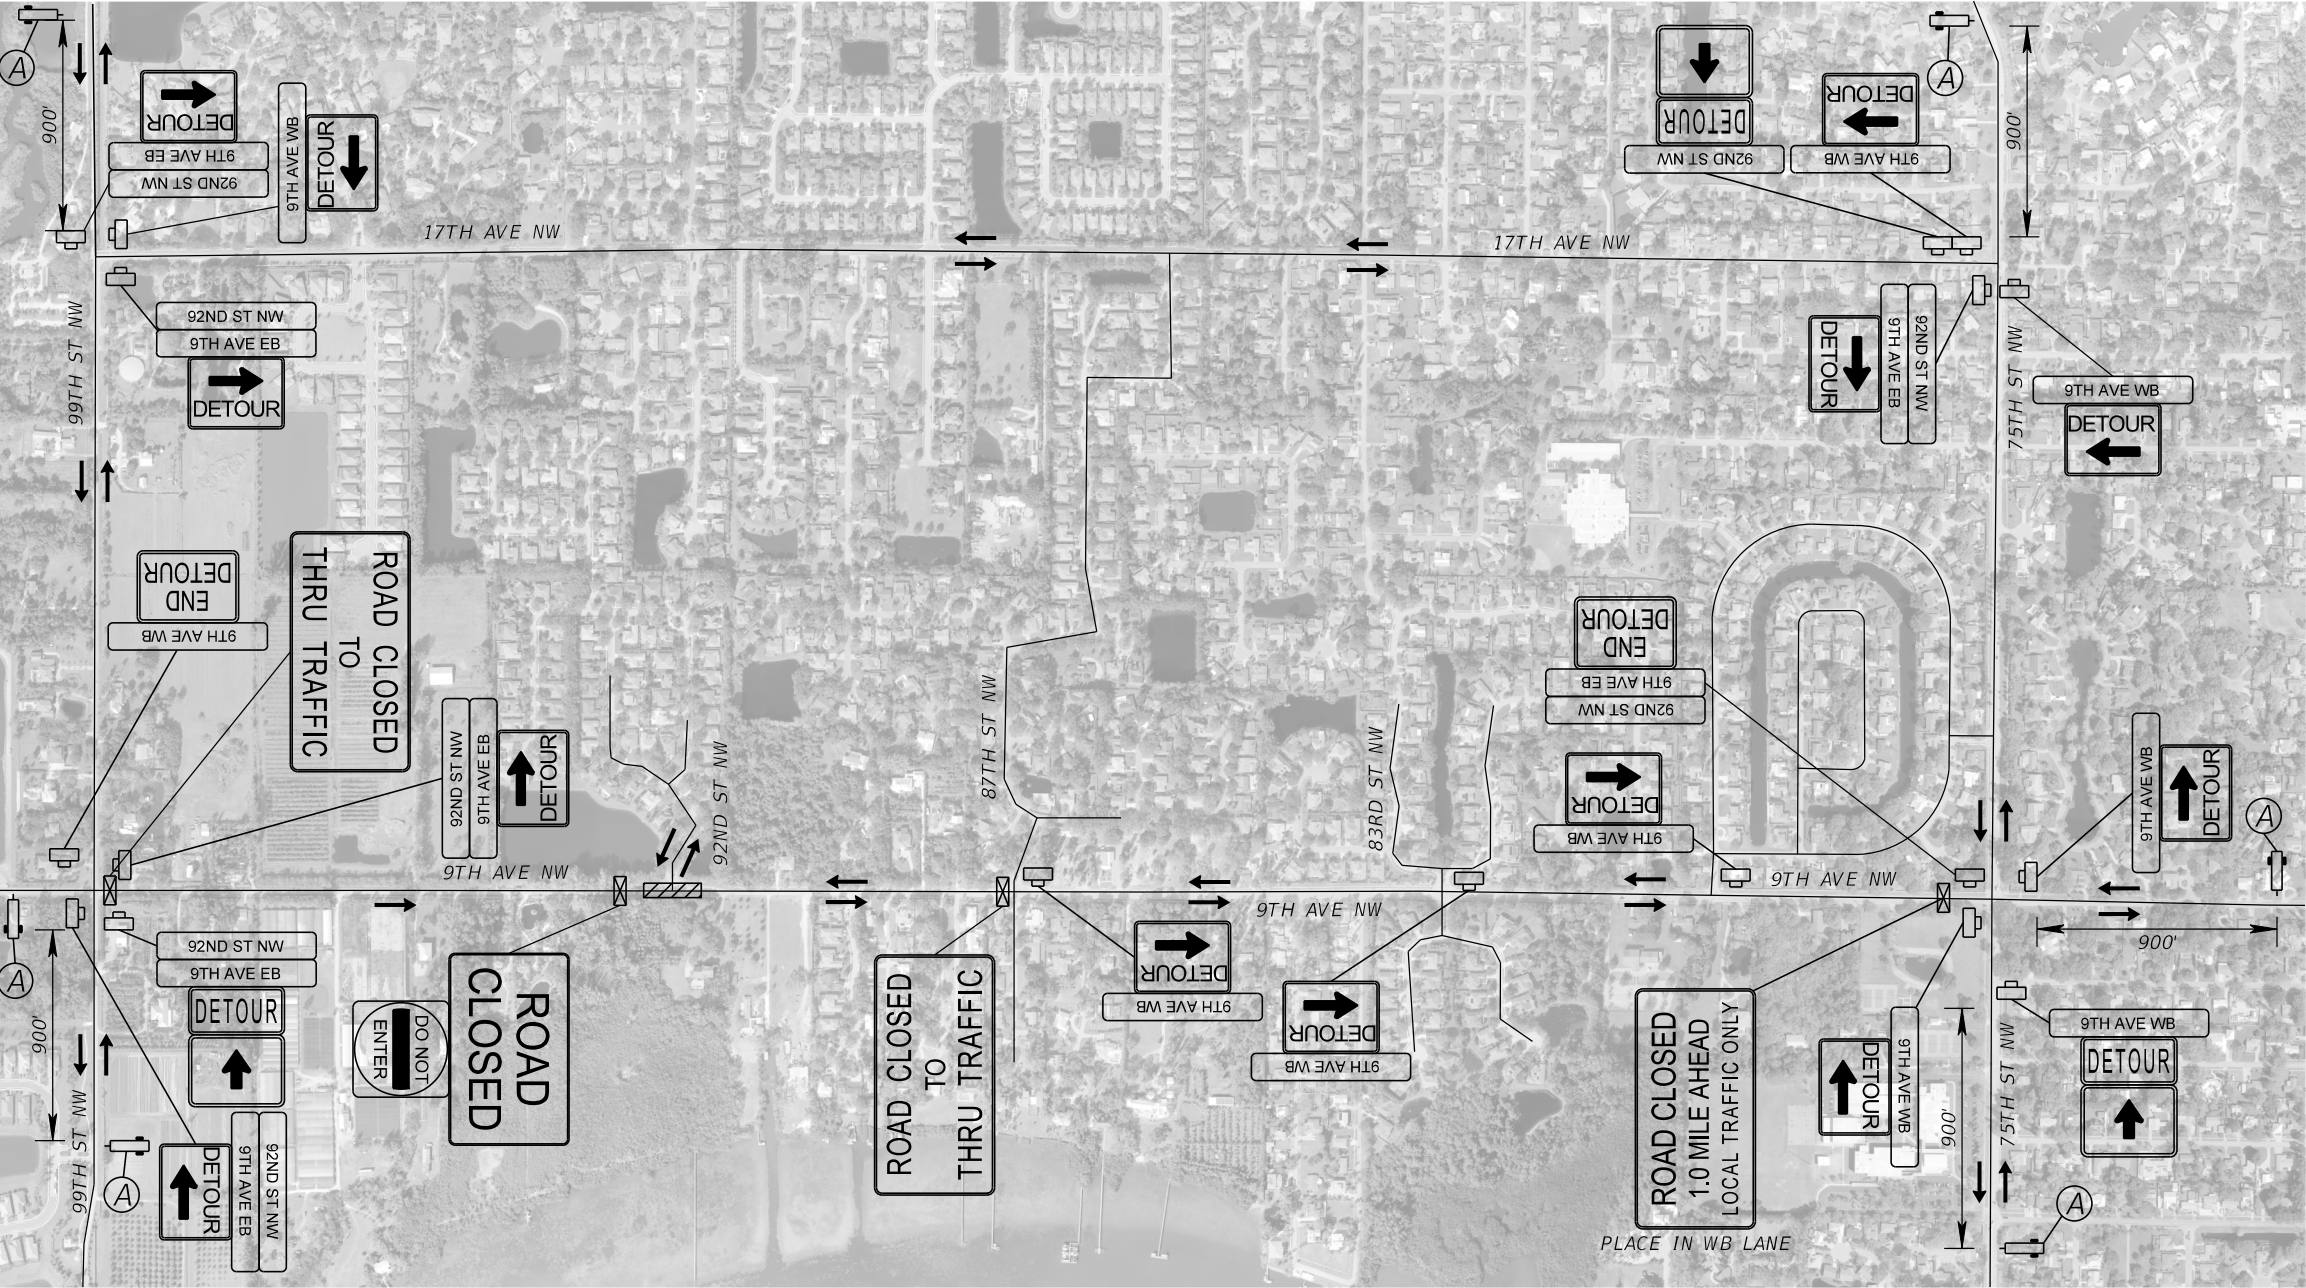 A
900'
DETOUR
9TH AVE EB
92ND ST NW
9TH AVE WB
DETOUR
17TH AVE NW
17TH AVE NW
DETOUR
92ND ST NW
DETOUR
9TH AVE WB
A
900'
99TH ST NW
92ND ST NW
9TH AVE EB
DETOUR
DETOUR
9TH AVE EB
92ND ST NW
75TH ST NW
9TH AVE WB
DETOUR
END
DETOUR
9TH AVE WB
ROAD CLOSED
TO
THRU TRAFFIC
92ND ST NW
9TH AVE EB
DETOUR
9TH AVE NW
92ND ST NW
87TH ST NW
83RD ST NW
END
DETOUR
9TH AVE EB
92ND ST NW
DETOUR
9TH AVE WB
9TH AVE NW
9TH AVE NW
9TH AVE WB
DETOUR
A
900'
A
900'
92ND ST NW
9TH AVE EB
DETOUR
99TH ST NW
A
DETOUR
9TH AVE EB
92ND ST NW
DO NOT
ENTER
ROAD
CLOSED
ROAD CLOSED
TO
THRU TRAFFIC
DETOUR
9TH AVE WB
DETOUR
9TH AVE WB
ROAD CLOSED
1.0 MILE AHEAD
LOCAL TRAFFIC ONLY
PLACE IN WB LANE
DETOUR
9TH AVE WB
900'
75TH ST NW
9TH AVE WB
DETOUR
A